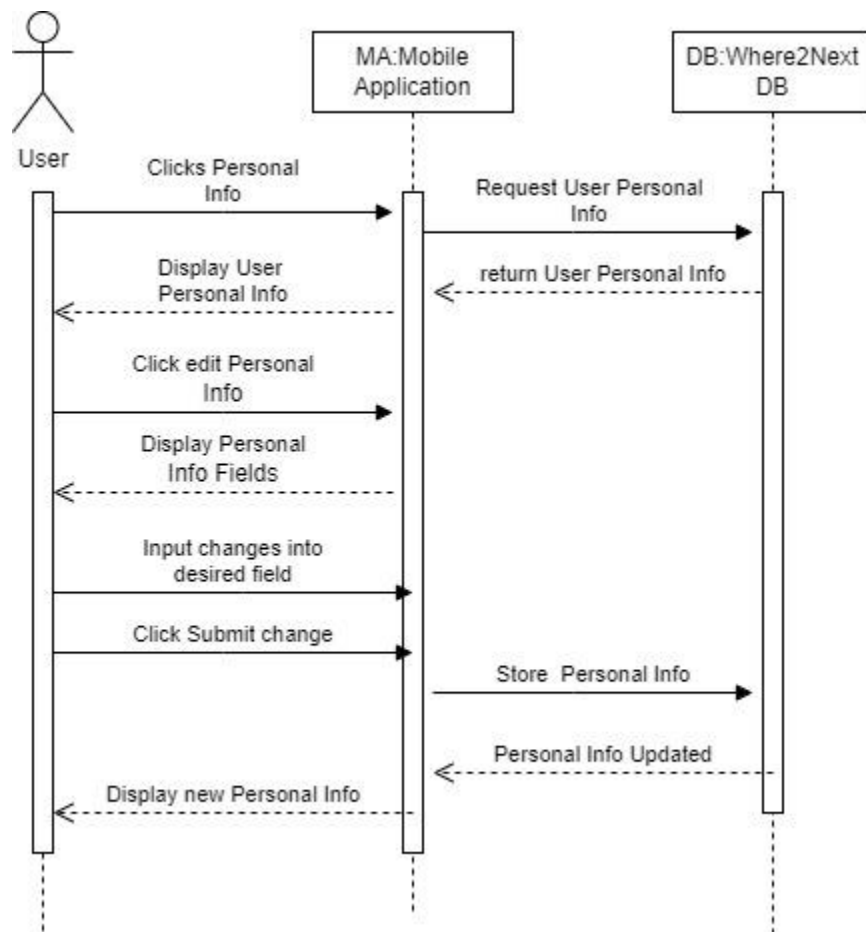 MA:Mobile
Application
DB:Where2Next
DB
User
Clicks Personal
Info
Request User Personal
Info
Display User
Personal Info
return User Personal Info
Click edit Personal
Info
Display Personal
Info Fields
Input changes into
desired field
Click Submit change
Store  Personal Info
Personal Info Updated
Display new Personal Info